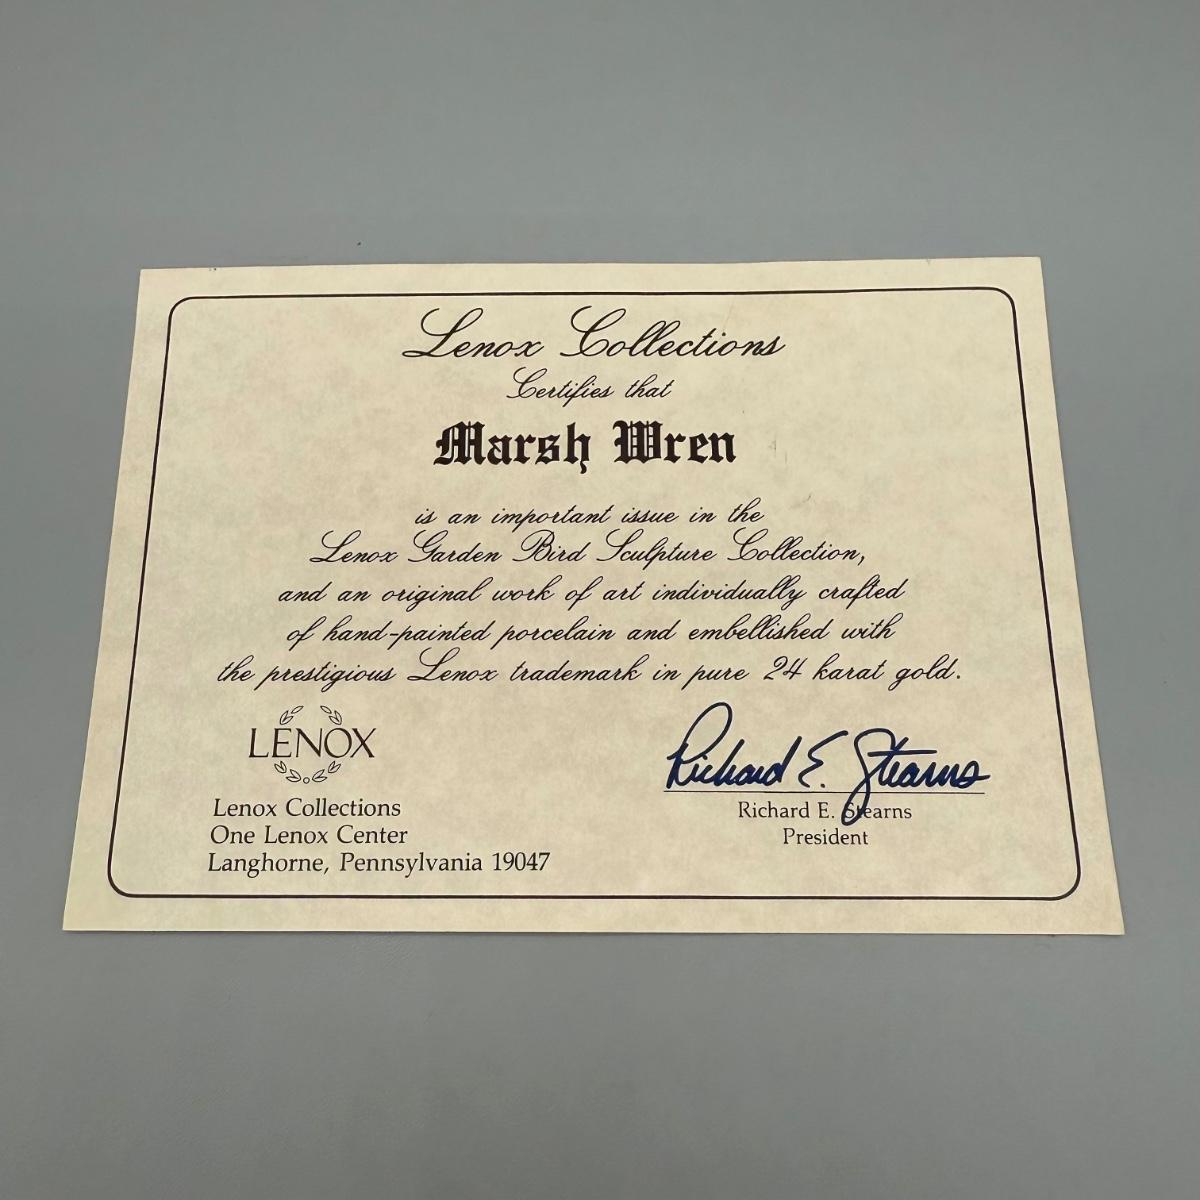 Lenox Collections
Certifies that
Marsh Wren
is an important issue in the
Lenox Garden Bird Sculpture Collection,
and an original work of art individually crafted
of hand-painted porcelain and embellished with
the prestigious Lenox trademark in pure 24 karat gold.
LENOX
Lenox Collections
One Lenox Center
Langhorne, Pennsylvania 19047
Richard E. Stearns
Richard E. Stearns
President